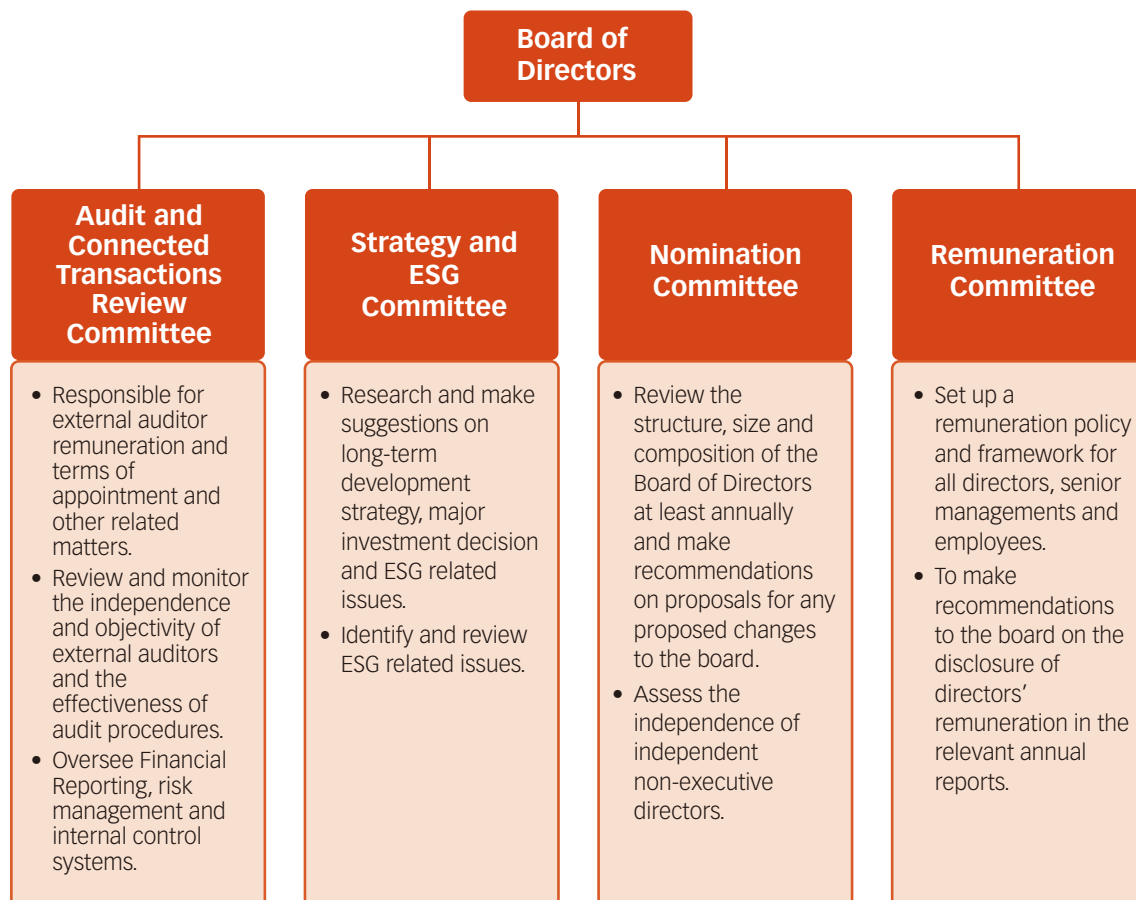 Board of
Directors
Audit and
Connected
Transactions
Review
Committee
• Responsible for
external auditor
remuneration and
terms of
appointment and
other related
matters.
• Review and monitor
the independence
and objectivity of
external auditors
and the
effectiveness of
audit procedures.
• Oversee Financial
Reporting, risk
management and
internal control
systems.
Strategy and
ESG
Committee
• Research and make
suggestions on
long-term
development
strategy, major
investment decision
and ESG related
issues.
• Identify and review
ESG related issues.
Nomination
Committee
• Review the
structure, size and
composition of the
Board of Directors
at least annually
and make
recommendations
on proposals for any
proposed changes
to the board.
• Assess the
independence of
independent
non-executive
directors.
Remuneration
Committee
• Set up a
remuneration policy
and framework for
all directors, senior
managements and
employees.
• To make
recommendations
to the board on the
disclosure of
directors’
remuneration in the
relevant annual
reports.